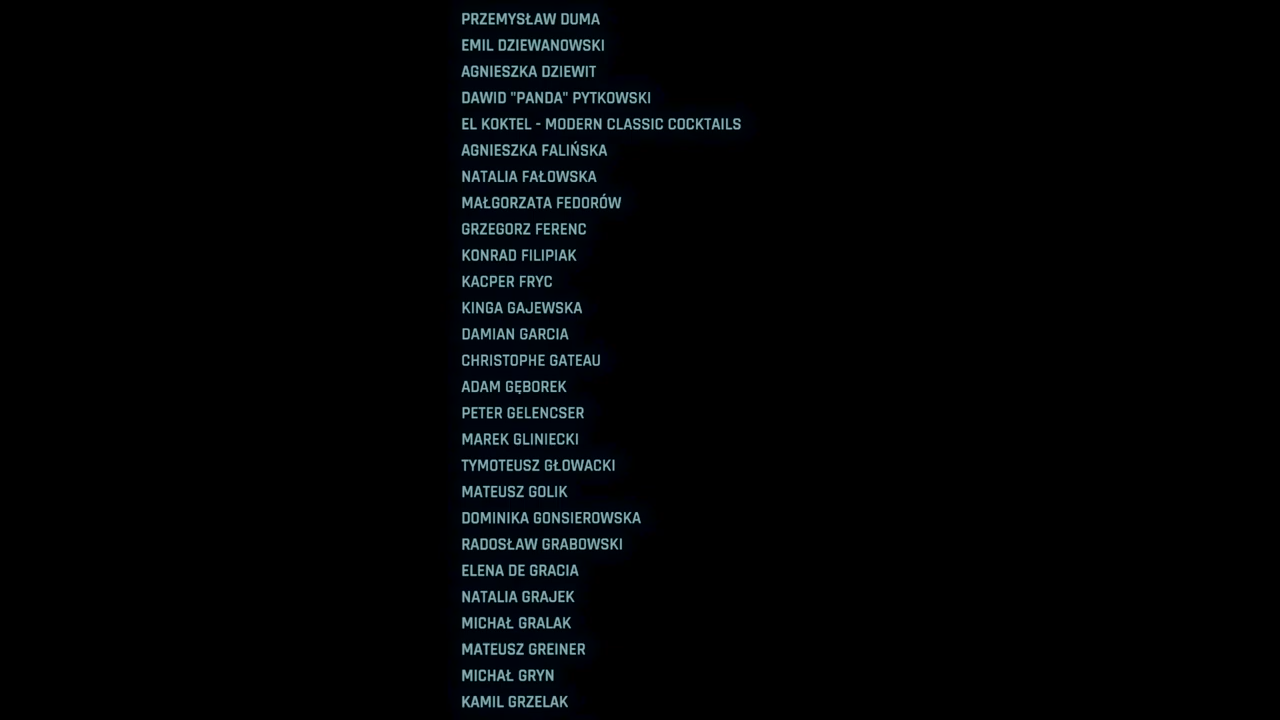 PRZEMYSŁAW DUMA
EMIL DZIEWANOWSKI
AGNIESZKA DZIEWIT
DAWID "PANDA" PYTKOWSKI
EL KOKTEL - MODERN CLASSIC COCKTAILS
AGNIESZKA FALIŃSKA
NATALIA FAŁOWSKA
MAŁGORZATA FEDORÓW
GRZEGORZ FERENC
KONRAD FILIPIAK
KACPER FRYC
KINGA GAJEWSKA
DAMIAN GARCIA
CHRISTOPHE GATEAU
ADAM GĘBOREK
PETER GELENCSER
MAREK GLINIECKI
TYMOTEUSZ GŁOWACKI
MATEUSZ GOLIK
DOMINIKA GONSIEROWSKA
RADOSŁAW GRABOWSKI
ELENA DE GRACIA
NATALIA GRAJEK
MICHAŁ GRALAK
MATEUSZ GREINER
MICHAŁ GRYN
KAMIL GRZELAK